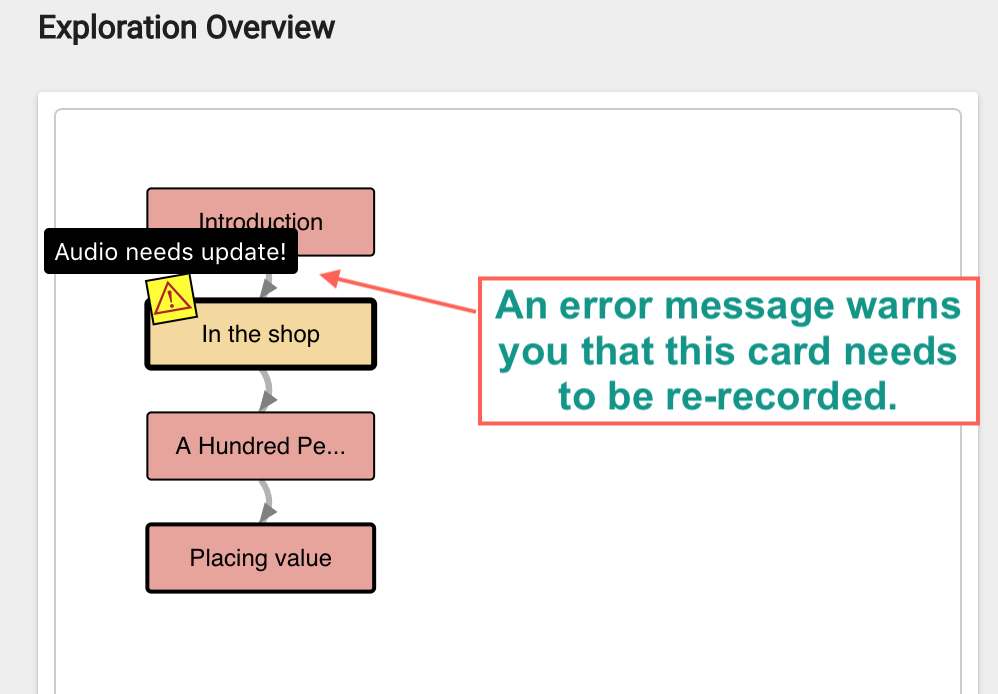 Exploration Overview
Introduction
Audio needs update!
In the shop
An error message warns
you that this card needs
to be re-recorded.
A Hundred Pe...
Placing value